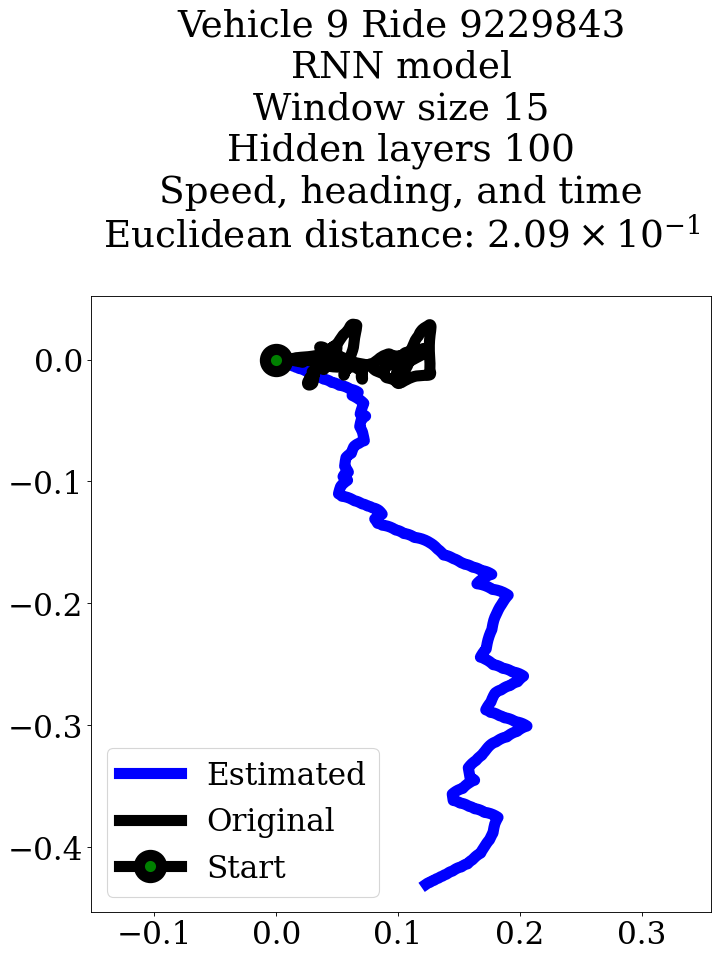 Vehicle 9 Ride 9229843
RNN model
Window size 15
Hidden layers 100
Speed, heading, and time
Euclidean distance: 2.09 × 10⁻¹
0.0
−0.1
−0.2
−0.3
−0.4
Estimated
Original
Start
−0.1 0.0 0.1 0.2 0.3